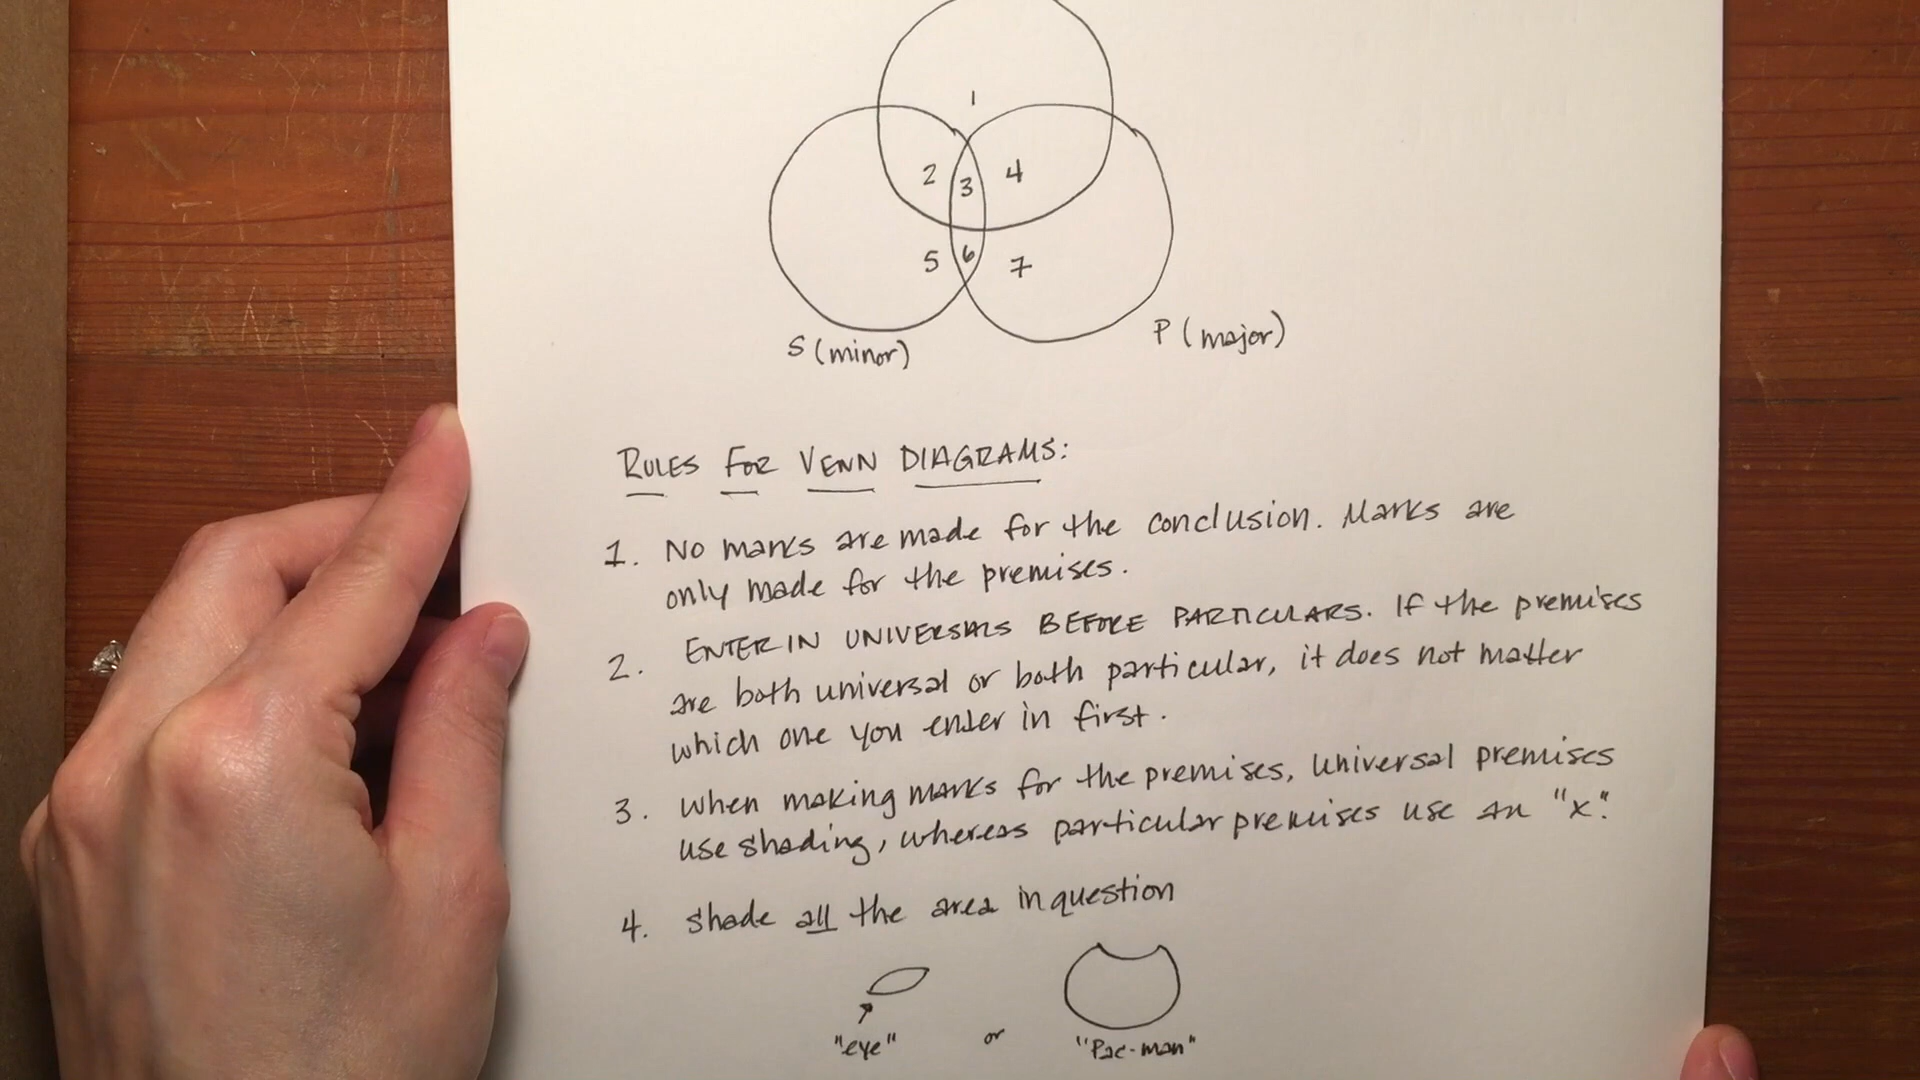 1
2 3 4
5 6 7
S (minor)
P (major)
RULES FOR VENN DIAGRAMS:
1. No marks are made for the conclusion. Marks are
only made for the premises.
2. ENTER IN UNIVERSALS BEFORE PARTICULARS. If the premises
are both universal or both particular, it does not matter
which one you enter in first.
3. When making marks for the premises, universal premises
use shading, whereas particular premises use an "x".
4. Shade all the area in question
"eye" or "Pac-man"